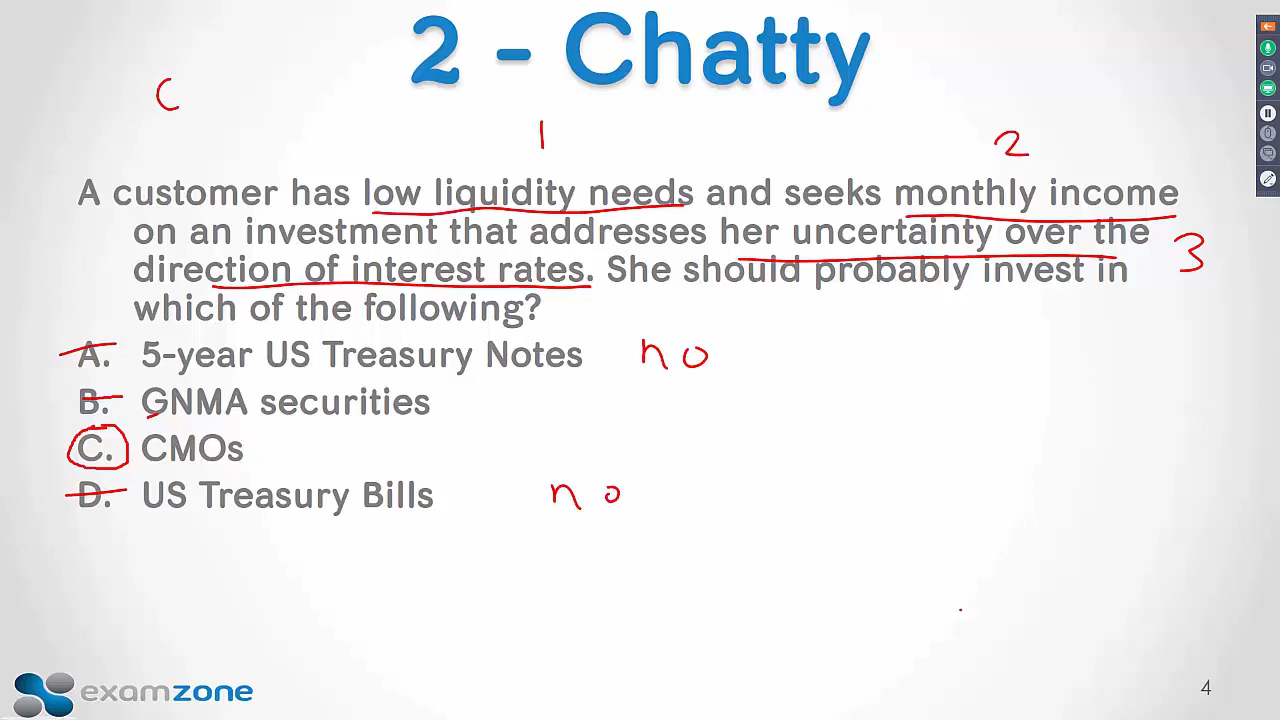 2 - Chatty
C
1
2
A customer has low liquidity needs and seeks monthly income
on an investment that addresses her uncertainty over the
3
direction of interest rates. She should probably invest in
which of the following?
A. 5-year US Treasury Notes no
B. GNMA securities
C. CMOs
D. US Treasury Bills no
examzone
4